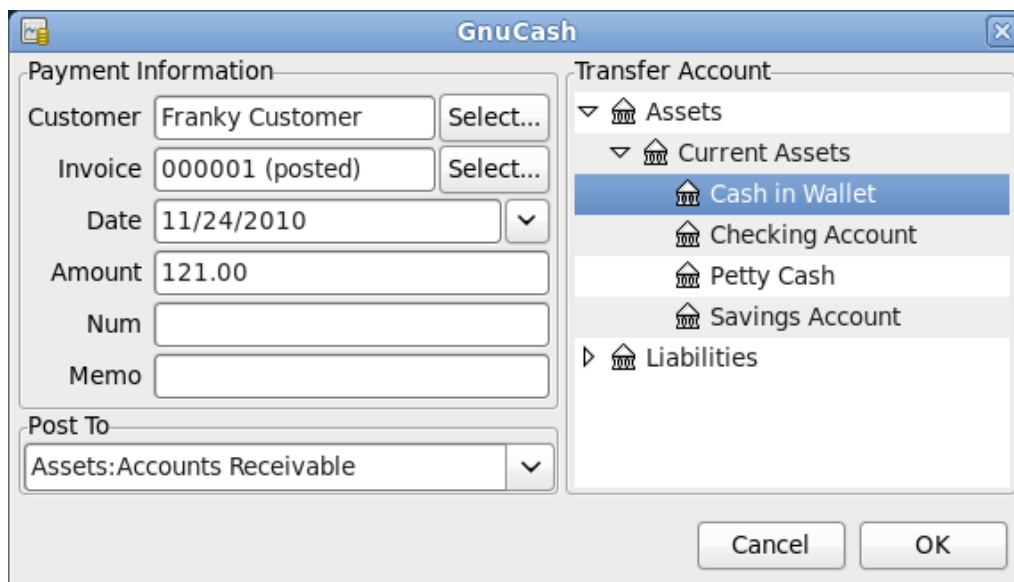 GnuCash
Payment Information
Customer Franky Customer Select...
Invoice 000001 (posted) Select...
Date 11/24/2010
Amount 121.00
Num
Memo
Post To
Assets:Accounts Receivable
Transfer Account
Assets
Current Assets
Cash in Wallet
Checking Account
Petty Cash
Savings Account
Liabilities
Cancel OK